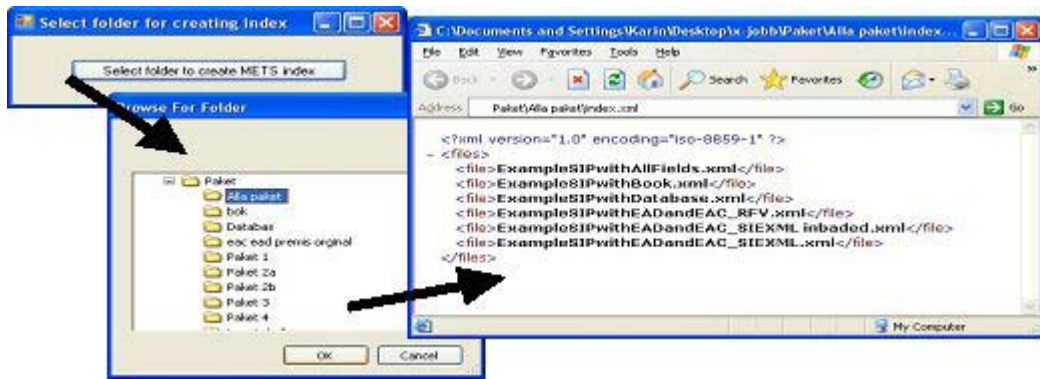 Select folder for creating index
Select folder to create METS index
Browse For Folder
Paket
Alla paket
bok
Databas
eac ead premis orginal
Paket 1
Paket 2a
Paket 2b
Paket 3
Paket 4
OK
Cancel
C:\Documents and Settings\Karin\Desktop\x-jobb\Paket\Alla paket\index...
File Edit View Favorites Tools Help
Back
Search
Favorites
Address
Paket\Alla paket\index.xml
Go
<?xml version="1.0" encoding="iso-8859-1" ?>
- <files>
<file>ExampleSIPwithAllFields.xml</file>
<file>ExampleSIPwithBook.xml</file>
<file>ExampleSIPwithDatabase.xml</file>
<file>ExampleSIPwithEADandEAC_RFV.xml</file>
<file>ExampleSIPwithEADandEAC_SIEXML inbaded.xml</file>
<file>ExampleSIPwithEADandEAC_SIEXML.xml</file>
</files>
My Computer